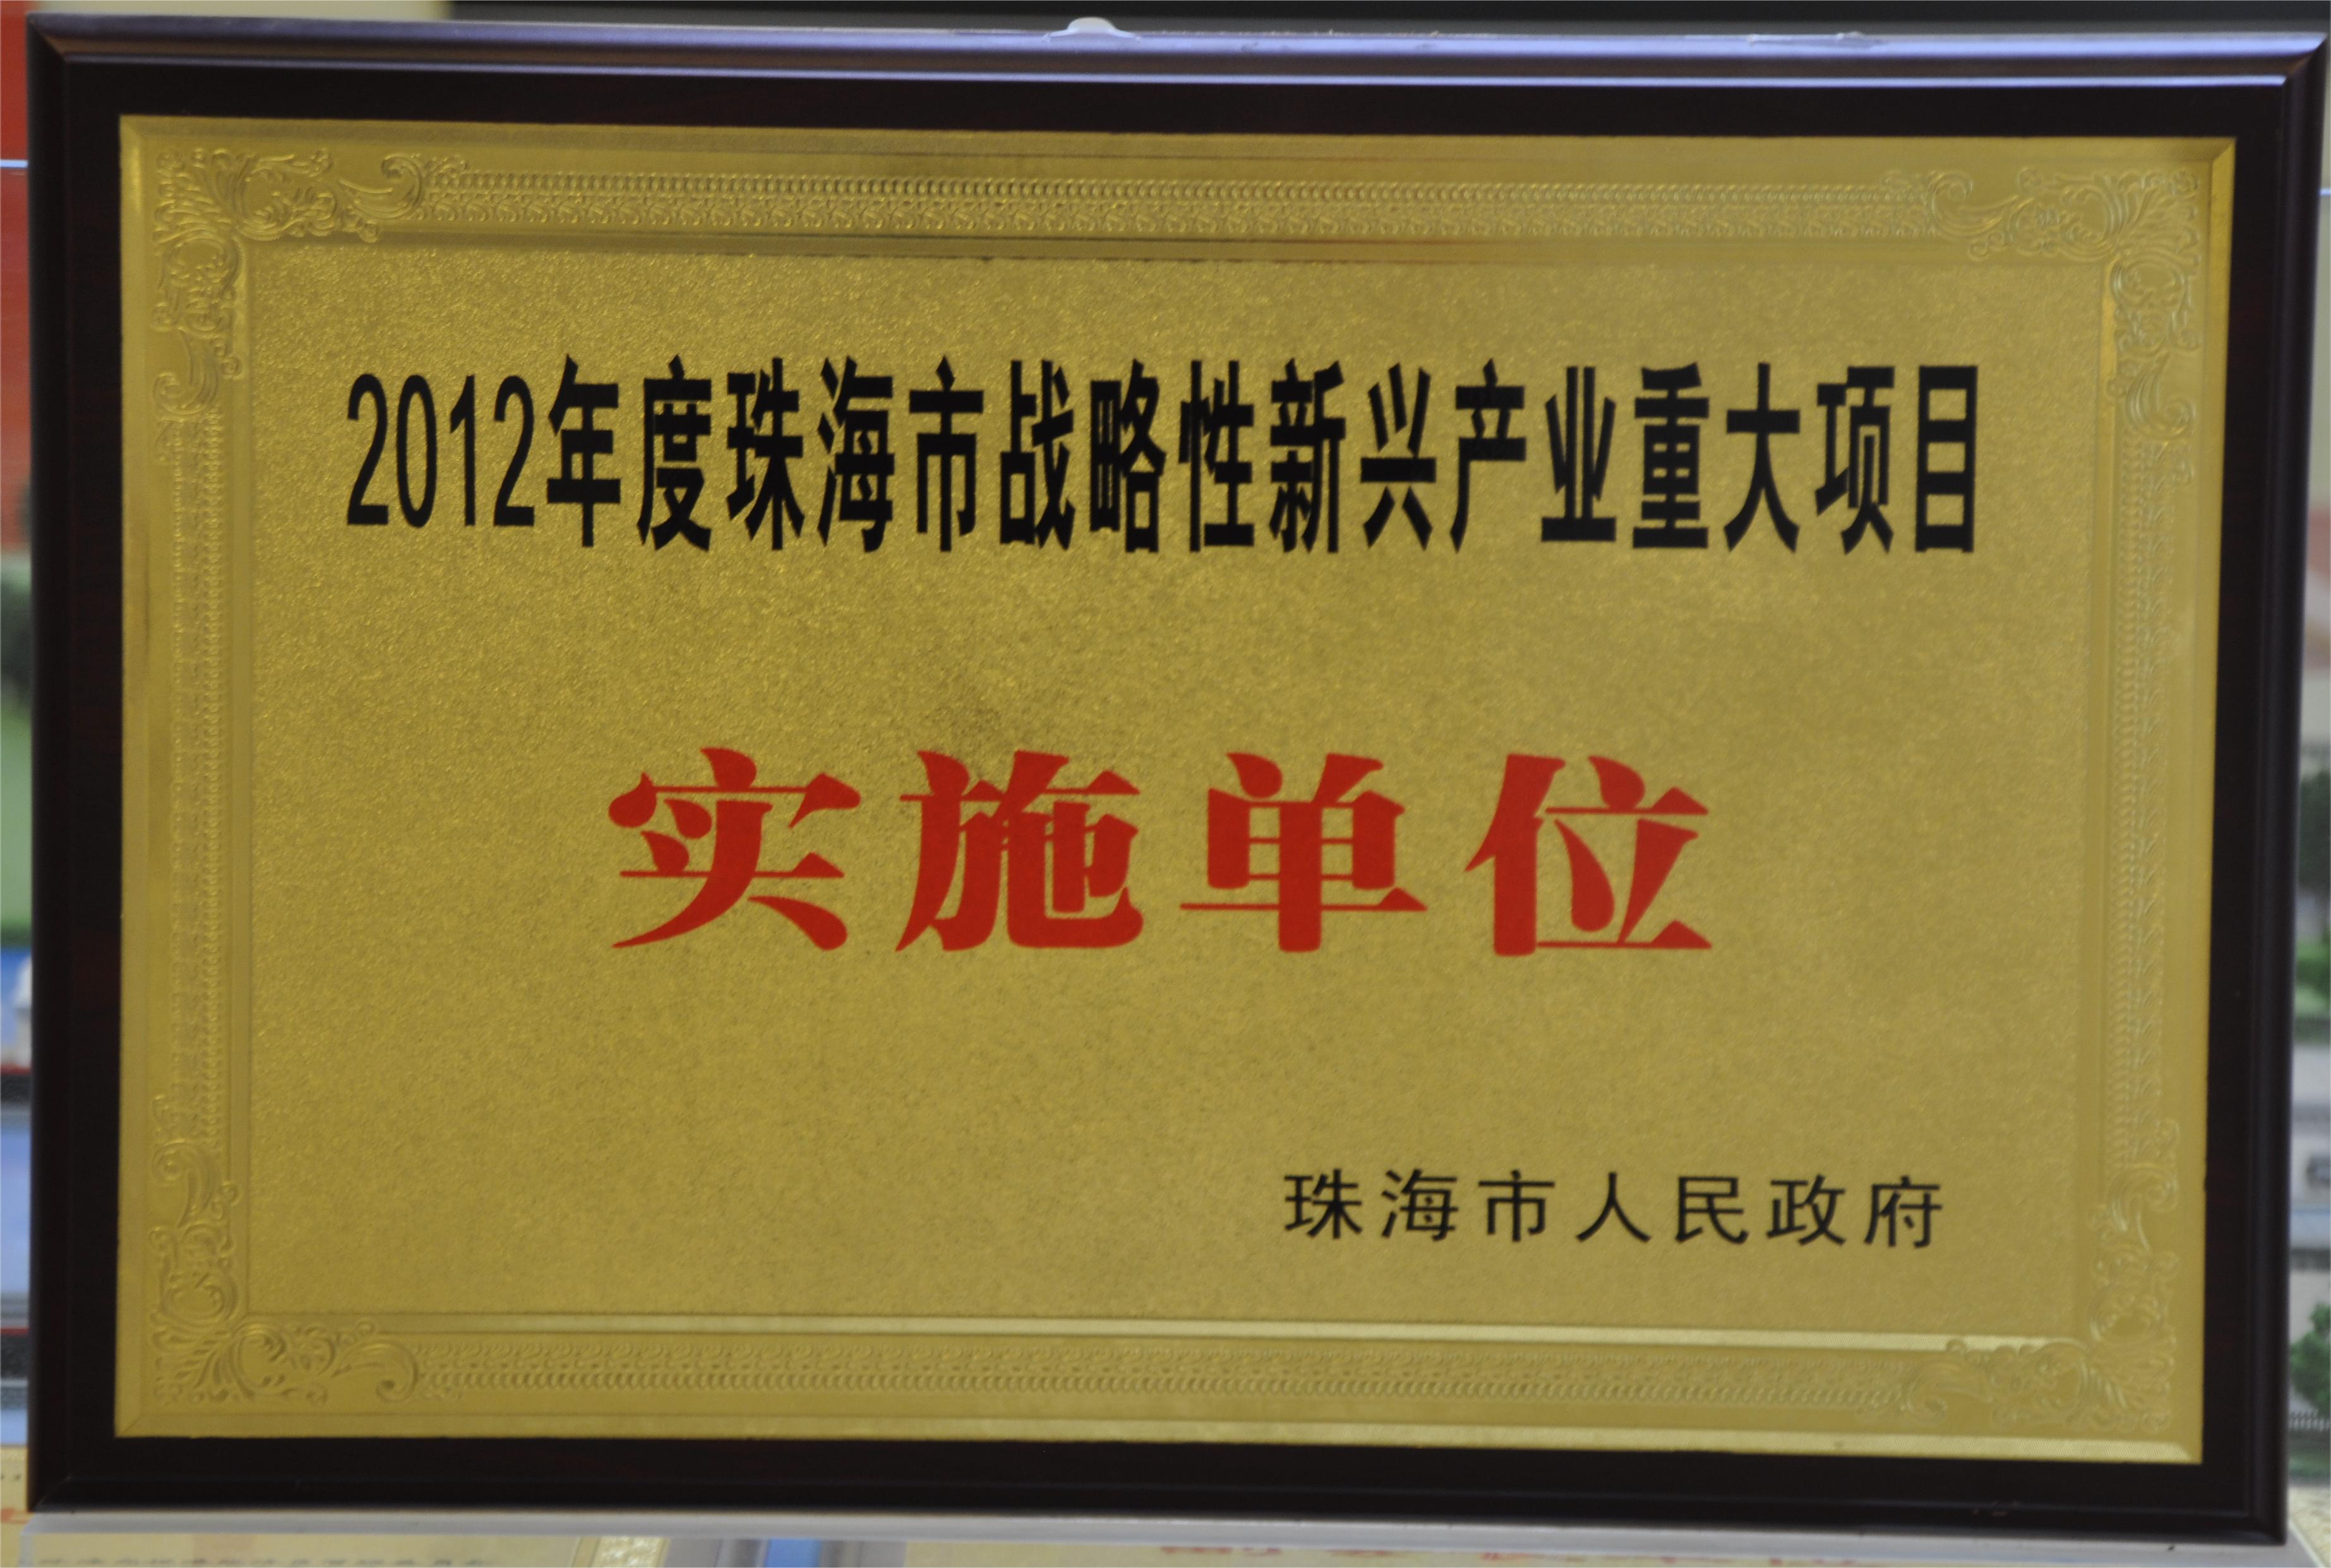 2012年度珠海市战略性新兴产业重大项目
实施单位
珠海市人民政府